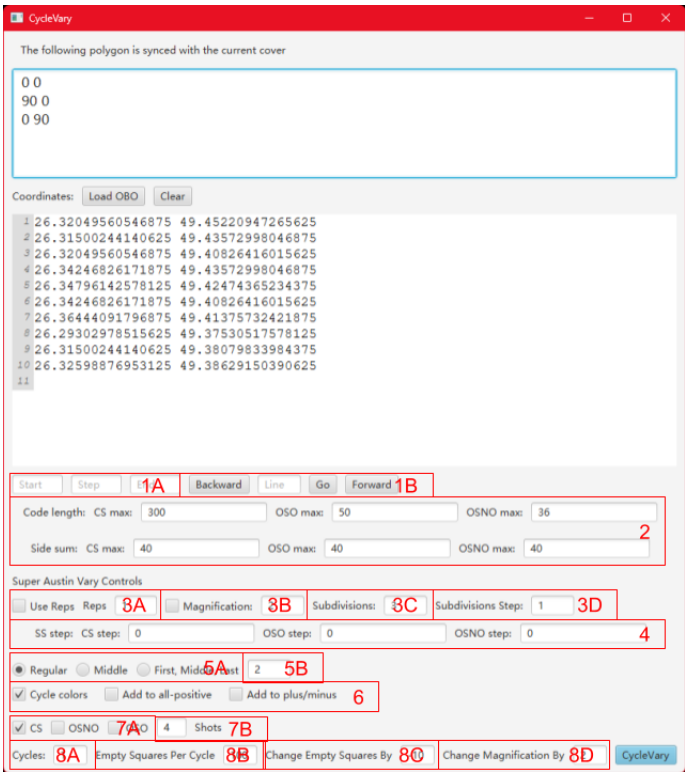 CycleVary
The following polygon is synced with the current cover
0 0
90 0
0 90
Coordinates: Load OBO Clear
1 26.32049560546875 49.45220947265625
2 26.31500244140625 49.43572998046875
3 26.32049560546875 49.40826416015625
4 26.34246826171875 49.43572998046875
5 26.34796142578125 49.42474365234375
6 26.34246826171875 49.40826416015625
7 26.36444091796875 49.41375732421875
8 26.29302978515625 49.37530517578125
9 26.31500244140625 49.38079833984375
10 26.32598876953125 49.38629150390625
11
Start Step 1A Backward Line Go Forward 1B
Code length: CS max: 300 OSO max: 50 OSNO max: 36
2
Side sum: CS max: 40 OSO max: 40 OSNO max: 40
Super Austin Vary Controls
Use Reps Reps 3A Magnification: 3B Subdivisions: 3C Subdivisions Step: 1 3D
SS step: CS step: 0 OSO step: 0 OSNO step: 0 4
Regular Middle First, Middle, Last 5A 2 5B
Cycle colors Add to all-positive Add to plus/minus 6
CS OSNO OSO 7A 4 Shots 7B
Cycles: 8A Empty Squares Per Cycle 8B Change Empty Squares By 8C Change Magnification By 8D CycleVary